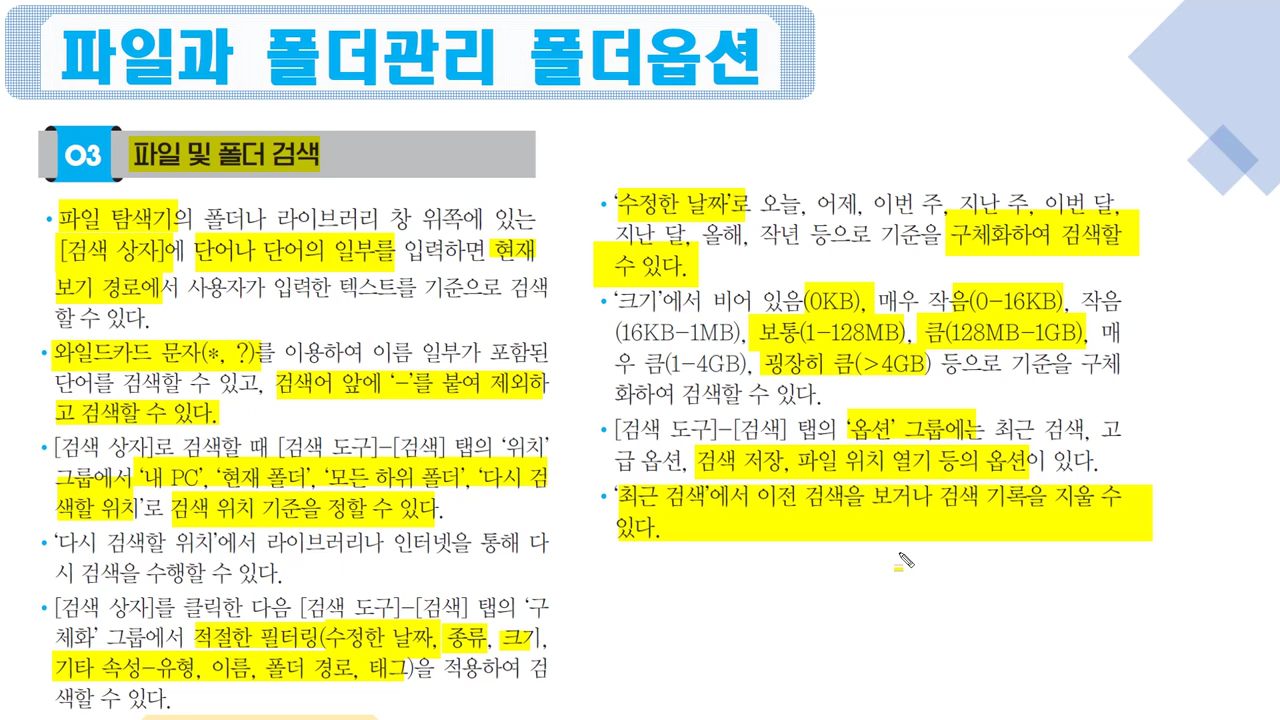 파일과 폴더관리 폴더옵션
03 파일 및 폴더 검색
• 파일 탐색기의 폴더나 라이브러리 창 위쪽에 있는
[검색 상자]에 단어나 단어의 일부를 입력하면 현재
보기 경로에서 사용자가 입력한 텍스트를 기준으로 검색
할 수 있다.
• 와일드카드 문자(*, ?)를 이용하여 이름 일부가 포함된
단어를 검색할 수 있고, 검색어 앞에 ‘-’를 붙여 제외하
고 검색할 수 있다.
• [검색 상자]로 검색할 때 [검색 도구]-[검색] 탭의 ‘위치’
그룹에서 ‘내 PC’, ‘현재 폴더’, ‘모든 하위 폴더’, ‘다시 검
색할 위치’로 검색 위치 기준을 정할 수 있다.
• ‘다시 검색할 위치’에서 라이브러리나 인터넷을 통해 다
시 검색을 수행할 수 있다.
• [검색 상자]를 클릭한 다음 [검색 도구]-[검색] 탭의 ‘구
체화’ 그룹에서 적절한 필터링(수정한 날짜, 종류, 크기,
기타 속성-유형, 이름, 폴더 경로, 태그)을 적용하여 검
색할 수 있다.
• ‘수정한 날짜’로 오늘, 어제, 이번 주, 지난 주, 이번 달,
지난 달, 올해, 작년 등으로 기준을 구체화하여 검색할
수 있다.
• ‘크기’에서 비어 있음(0KB), 매우 작음(0-16KB), 작음
(16KB-1MB), 보통(1-128MB), 큼(128MB-1GB), 매
우 큼(1-4GB), 굉장히 큼(>4GB) 등으로 기준을 구체
화하여 검색할 수 있다.
• [검색 도구]-[검색] 탭의 ‘옵션’ 그룹에는 최근 검색, 고
급 옵션, 검색 저장, 파일 위치 열기 등의 옵션이 있다.
• ‘최근 검색’에서 이전 검색을 보거나 검색 기록을 지울 수
있다.